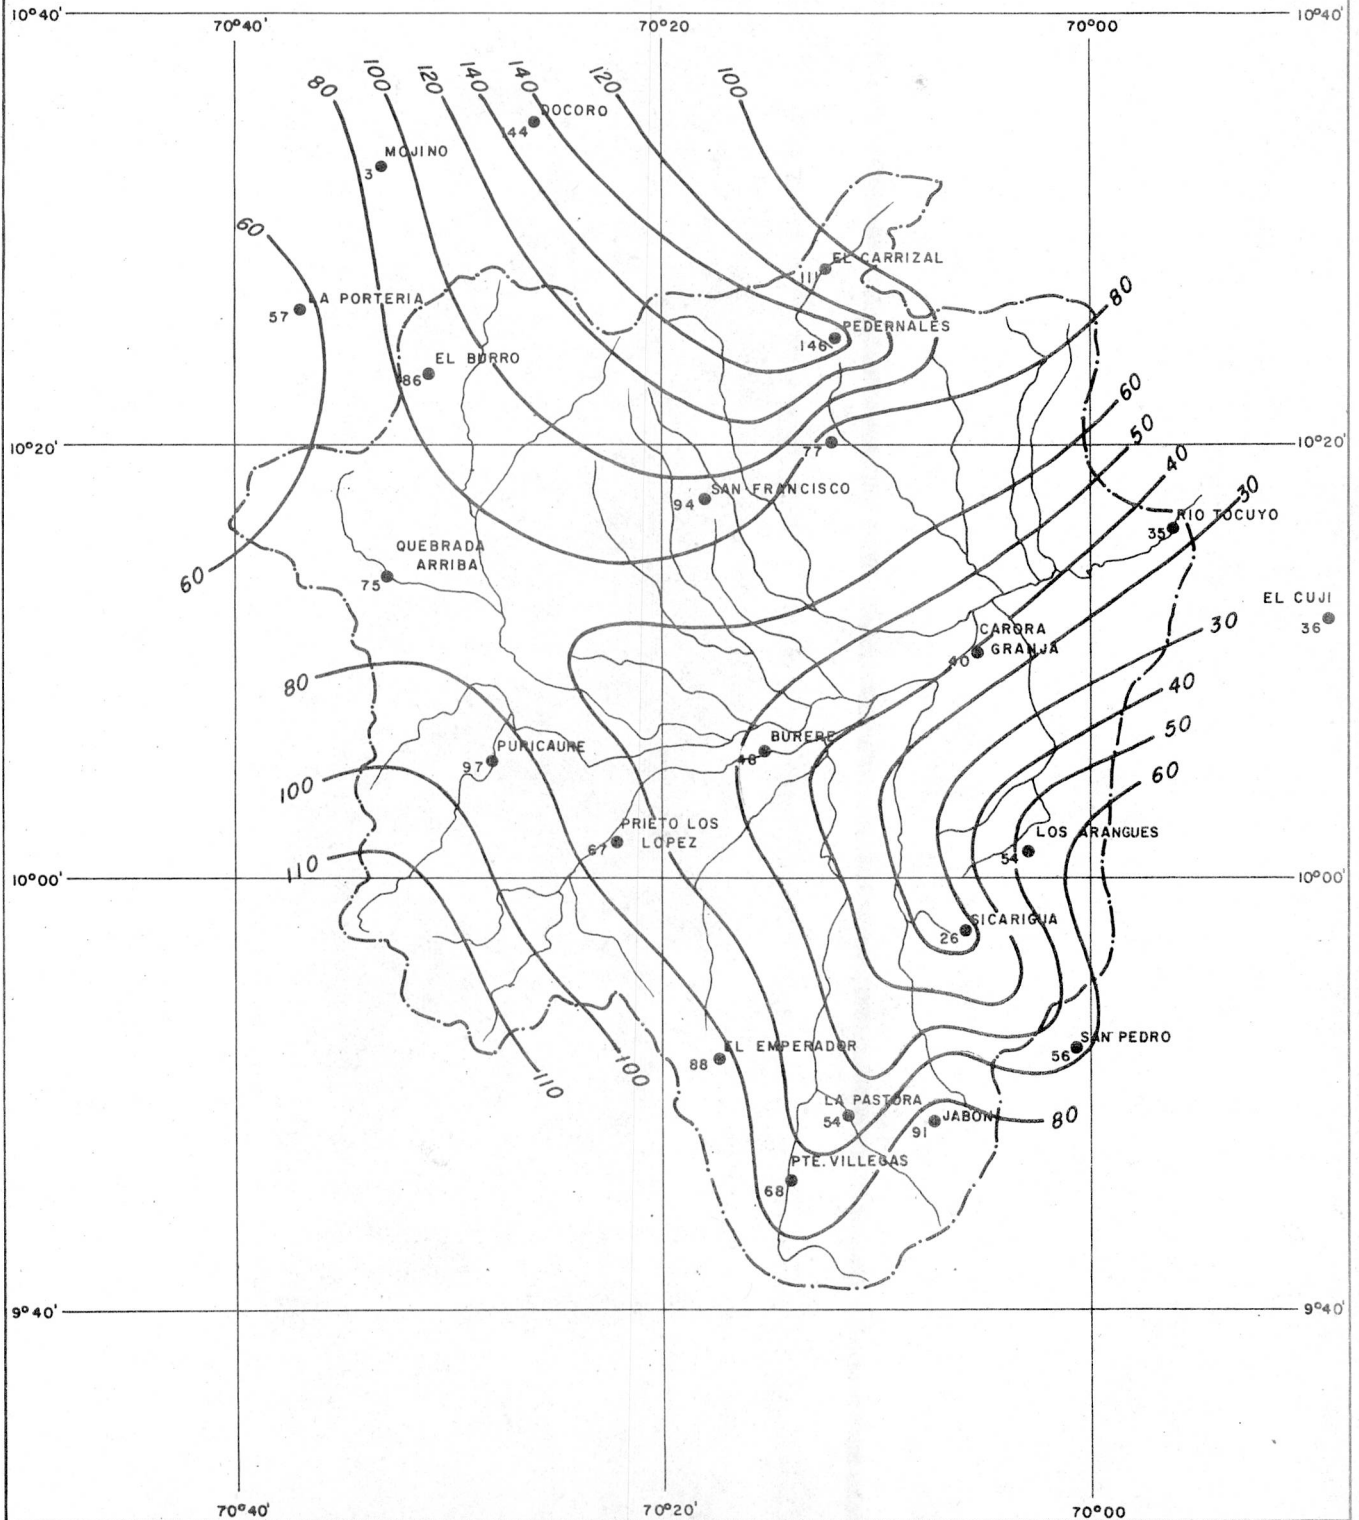 10°40'
70°40'
70°20'
70°00
10°40'
80
100
120
140
140
120
100
DOCORO
144
MOJINO
3
60
EL CARRIZAL
111
80
LA PORTERIA
57
PEDERNALES
146
EL BURRO
86
60
50
10°20'
77
10°20'
40
SAN FRANCISCO
94
30
RIO TOCUYO
35
QUEBRADA
ARRIBA
75
60
EL CUJI
36
30
CARORA
GRANJA
40
80
40
50
BURERE
48
PURICAURE
97
60
100
PRIETO LOS
LOPEZ
67
LOS ARANGUES
54
110
10°00'
10°00'
SICARIGUA
26
SAN PEDRO
56
EL EMPERADOR
88
100
110
LA PASTORA
54
JABON
91
80
PTE. VILLEGAS
68
9°40'
9°40'
70°40'
70°20'
70°00